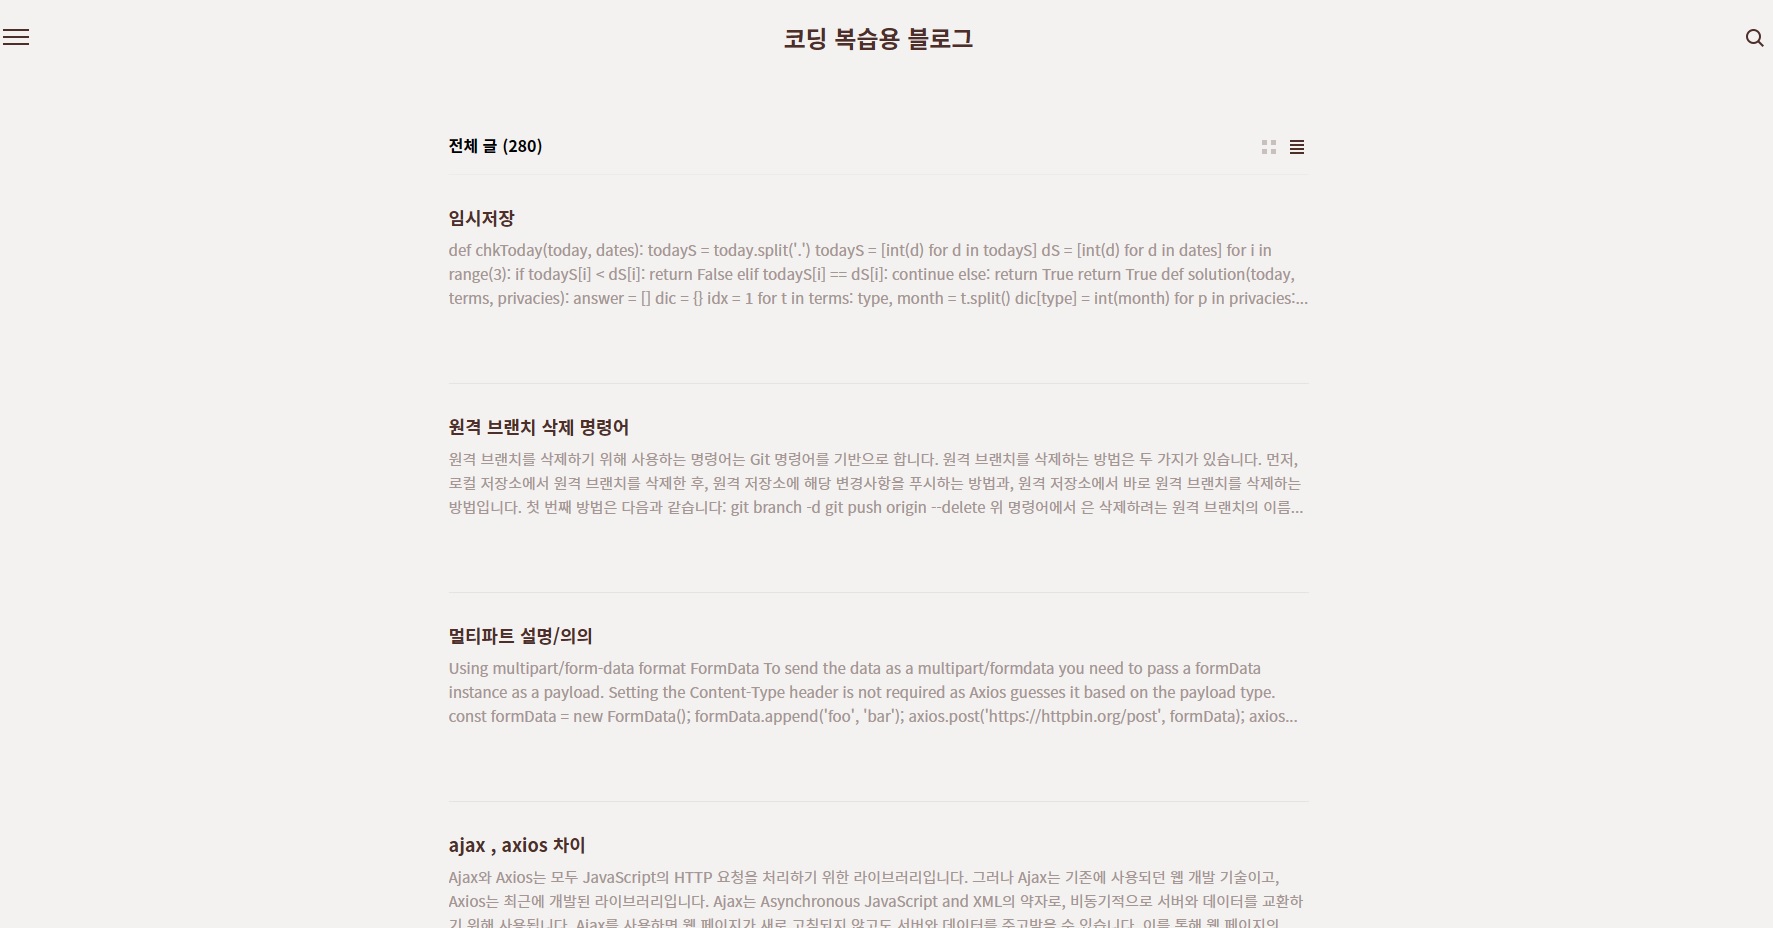 코딩 복습용 블로그
전체 글 (280)
임시저장
def chkToday(today, dates): todayS = today.split('.') todayS = [int(d) for d in todayS] dS = [int(d) for d in dates] for i in
range(3): if todayS[i] < dS[i]: return False elif todayS[i] == dS[i]: continue else: return True return True def solution(today,
terms, privacies): answer = [] dic = {} idx = 1 for t in terms: type, month = t.split() dic[type] = int(month) for p in privacies:...
원격 브랜치 삭제 명령어
원격 브랜치를 삭제하기 위해 사용하는 명령어는 Git 명령어를 기반으로 합니다. 원격 브랜치를 삭제하는 방법은 두 가지가 있습니다. 먼저,
로컬 저장소에서 원격 브랜치를 삭제한 후, 원격 저장소에 해당 변경사항을 푸시하는 방법과, 원격 저장소에서 바로 원격 브랜치를 삭제하는
방법입니다. 첫 번째 방법은 다음과 같습니다: git branch -d git push origin --delete 위 명령어에서 은 삭제하려는 원격 브랜치의 이름...
멀티파트 설명/의의
Using multipart/form-data format FormData To send the data as a multipart/formdata you need to pass a formData
instance as a payload. Setting the Content-Type header is not required as Axios guesses it based on the payload type.
const formData = new FormData(); formData.append('foo', 'bar'); axios.post('https://httpbin.org/post', formData); axios...
ajax , axios 차이
Ajax와 Axios는 모두 JavaScript의 HTTP 요청을 처리하기 위한 라이브러리입니다. 그러나 Ajax는 기존에 사용되던 웹 개발 기술이고,
Axios는 최근에 개발된 라이브러리입니다. Ajax는 Asynchronous JavaScript and XML의 약자로, 비동기적으로 서버와 데이터를 교환하
기 위해 사용됩니다. Ajax를 사용하면 웹 페이지가 새로 고침되지 않고도 서버와 데이터를 주고받을 수 있습니다. 이를 통해 웹 페이지의